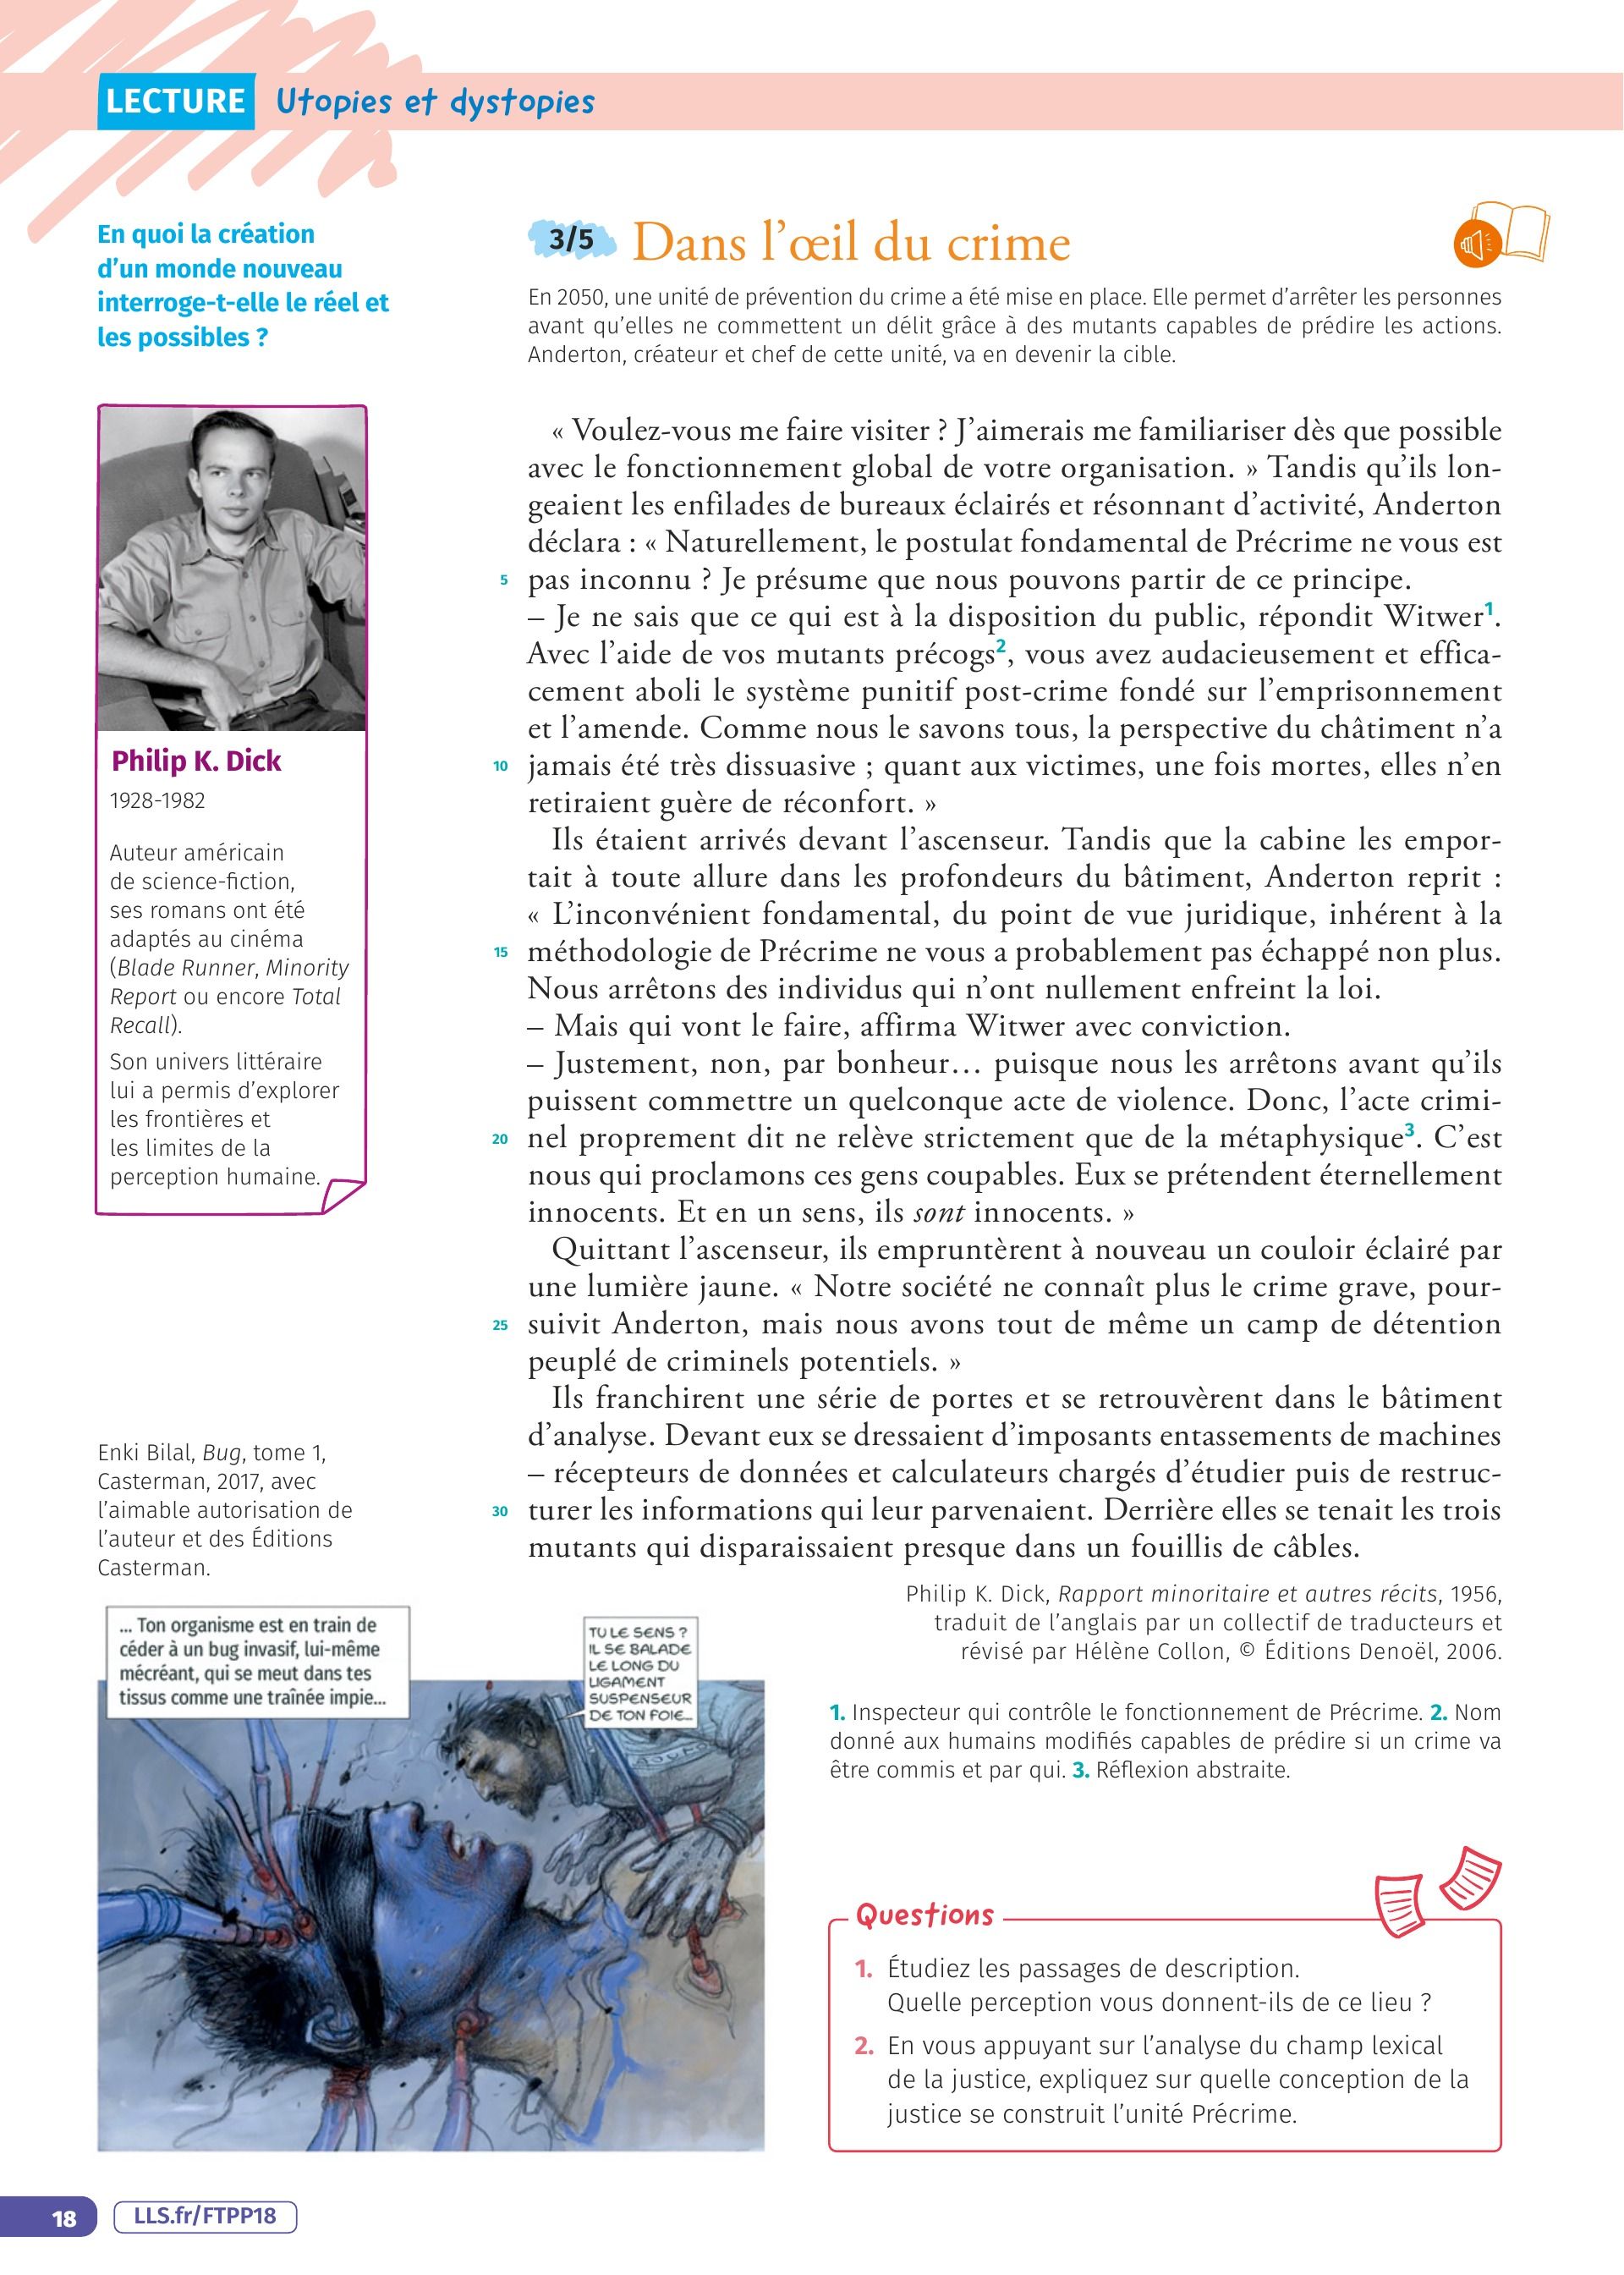 LECTURE Utopies et dystopies
En quoi la création
d'un monde nouveau
interroge-t-elle le réel et
les possibles ?
Philip K. Dick
1928-1982
Auteur américain
de science-fiction,
ses romans ont été
adaptés au cinéma
(Blade Runner, Minority
Report ou encore Total
Recall).
Son univers littéraire
lui a permis d'explorer
les frontières et
les limites de la
perception humaine.
3/5 Dans l'œil du crime
En 2050, une unité de prévention du crime a été mise en place. Elle permet d'arrêter les personnes
avant qu'elles ne commettent un délit grâce à des mutants capables de prédire les actions.
Anderton, créateur et chef de cette unité, va en devenir la cible.
« Voulez-vous me faire visiter ? J'aimerais me familiariser dès que possible
avec le fonctionnement global de votre organisation. » Tandis qu'ils lon-
geaient les enfilades de bureaux éclairés et résonnant d'activité, Anderton
déclara : « Naturellement, le postulat fondamental de Précrime ne vous est
5 pas inconnu ? Je présume que nous pouvons partir de ce principe.
– Je ne sais que ce qui est à la disposition du public, répondit Witwer1.
Avec l'aide de vos mutants précogs2, vous avez audacieusement et effica-
cement aboli le système punitif post-crime fondé sur l'emprisonnement
et l'amende. Comme nous le savons tous, la perspective du châtiment n'a
10 jamais été très dissuasive ; quant aux victimes, une fois mortes, elles n'en
retiraient guère de réconfort. »
Ils étaient arrivés devant l'ascenseur. Tandis que la cabine les empor-
tait à toute allure dans les profondeurs du bâtiment, Anderton reprit :
« L'inconvénient fondamental, du point de vue juridique, inhérent à la
15 méthodologie de Précrime ne vous a probablement pas échappé non plus.
Nous arrêtons des individus qui n'ont nullement enfreint la loi.
– Mais qui vont le faire, affirma Witwer avec conviction.
– Justement, non, par bonheur… puisque nous les arrêtons avant qu'ils
puissent commettre un quelconque acte de violence. Donc, l'acte crimi-
20 nel proprement dit ne relève strictement que de la métaphysique3. C'est
nous qui proclamons ces gens coupables. Eux se prétendent éternellement
innocents. Et en un sens, ils sont innocents. »
Quittant l'ascenseur, ils empruntèrent à nouveau un couloir éclairé par
une lumière jaune. « Notre société ne connaît plus le crime grave, pour-
25 suivit Anderton, mais nous avons tout de même un camp de détention
peuplé de criminels potentiels. »
Ils franchirent une série de portes et se retrouvèrent dans le bâtiment
d'analyse. Devant eux se dressaient d'imposants entassements de machines
– récepteurs de données et calculateurs chargés d'étudier puis de restruc-
30 turer les informations qui leur parvenaient. Derrière elles se tenait les trois
mutants qui disparaissaient presque dans un fouillis de câbles.
Philip K. Dick, Rapport minoritaire et autres récits, 1956,
traduit de l'anglais par un collectif de traducteurs et
révisé par Hélène Collon, © Éditions Denoël, 2006.
1. Inspecteur qui contrôle le fonctionnement de Précrime. 2. Nom
donné aux humains modifiés capables de prédire si un crime va
être commis et par qui. 3. Réflexion abstraite.
Enki Bilal, Bug, tome 1,
Casterman, 2017, avec
l'aimable autorisation de
l'auteur et des Éditions
Casterman.
... Ton organisme est en train de
céder à un bug invasif, lui-même
mécréant, qui se meut dans tes
tissus comme une traînée impie...
TU LE SENS ?
IL SE BALADE
LE LONG DU
LIGAMENT
SUSPENSEUR
DE TON FOIE...
Questions
1. Étudiez les passages de description.
Quelle perception vous donnent-ils de ce lieu ?
2. En vous appuyant sur l'analyse du champ lexical
de la justice, expliquez sur quelle conception de la
justice se construit l'unité Précrime.
18 LLS.fr/FTPP18